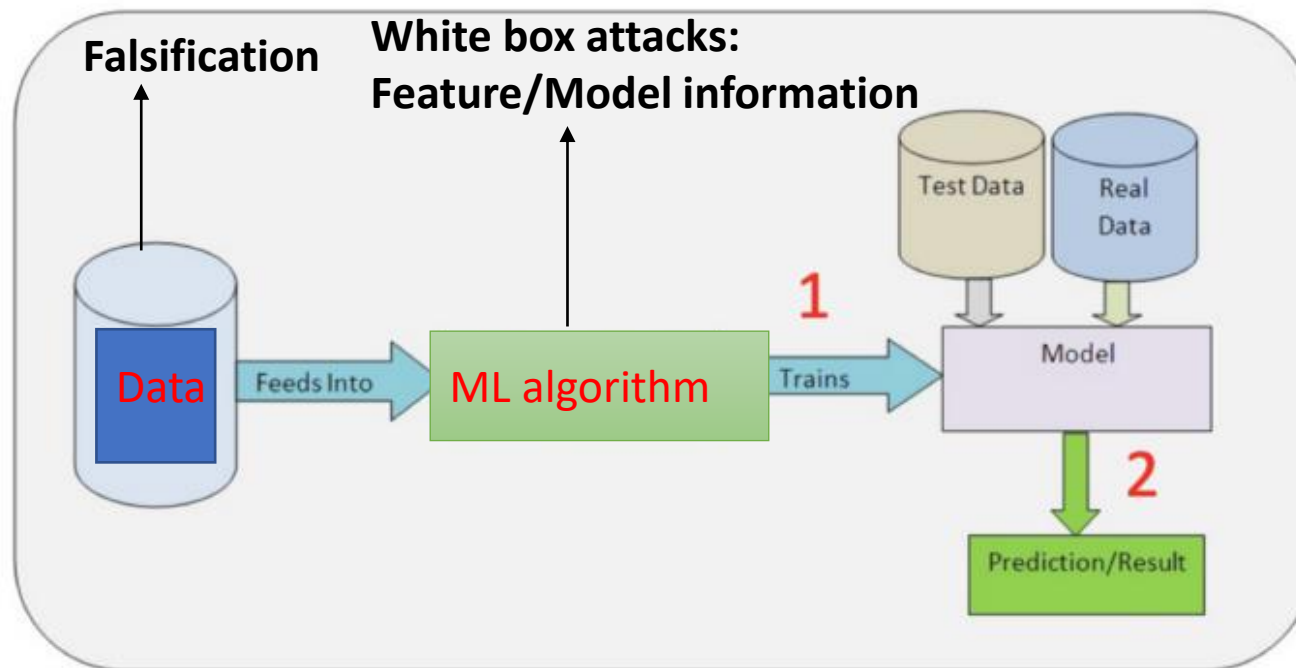 Falsification
White box attacks:
Feature/Model information
Test Data
Real
Data
1
Data
Feeds Into
ML algorithm
Trains
Model
2
Prediction/Result